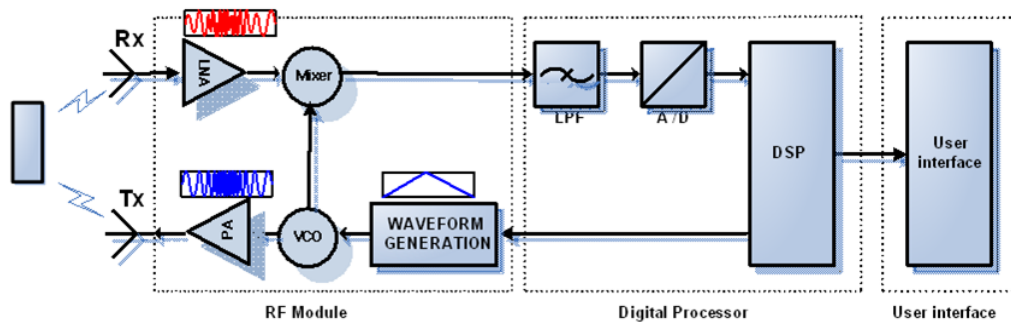 Rx
LNA
Mixer
LPF
A/D
DSP
User
interface
Tx
PA
VCO
WAVEFORM
GENERATION
RF Module
Digital Processor
User interface